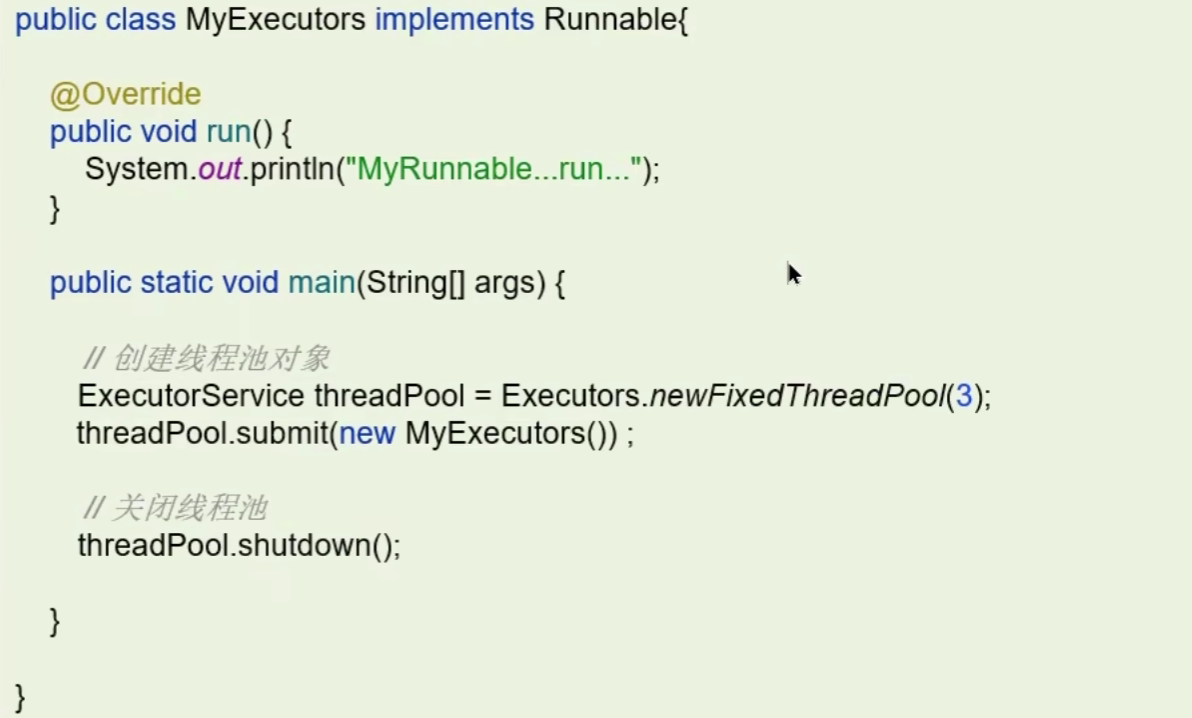 public class MyExecutors implements Runnable{
@Override
public void run() {
System.out.println("MyRunnable...run...");
}
public static void main(String[] args) {
// 创建线程池对象
ExecutorService threadPool = Executors.newFixedThreadPool(3);
threadPool.submit(new MyExecutors()) ;
// 关闭线程池
threadPool.shutdown();
}
}